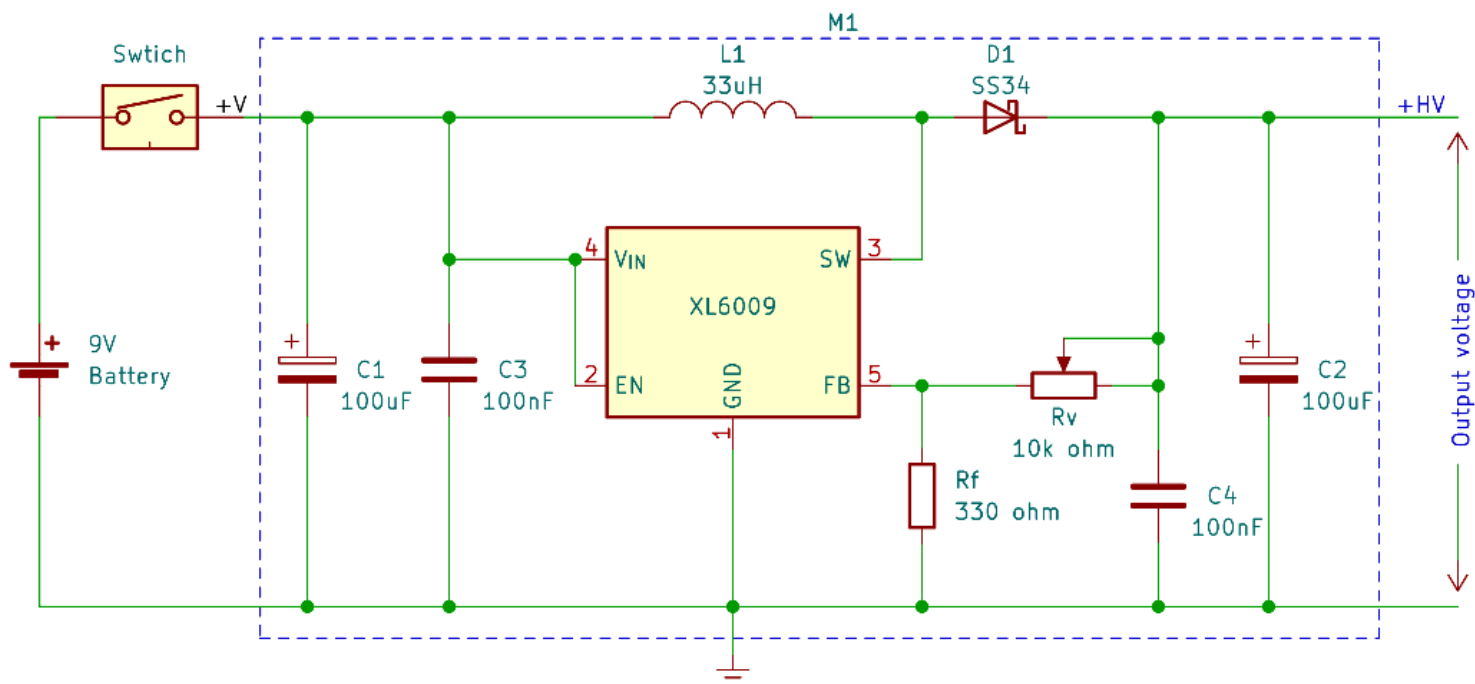 M1
Swtich
L1
D1
33uH
SS34
+V
+HV
4
VIN
SW
3
XL6009
+
9V
Battery
+
C1
100uF
C3
100nF
2
EN
GND
FB
5
1
Rv
10k ohm
+
C2
100uF
Output voltage
Rf
330 ohm
C4
100nF